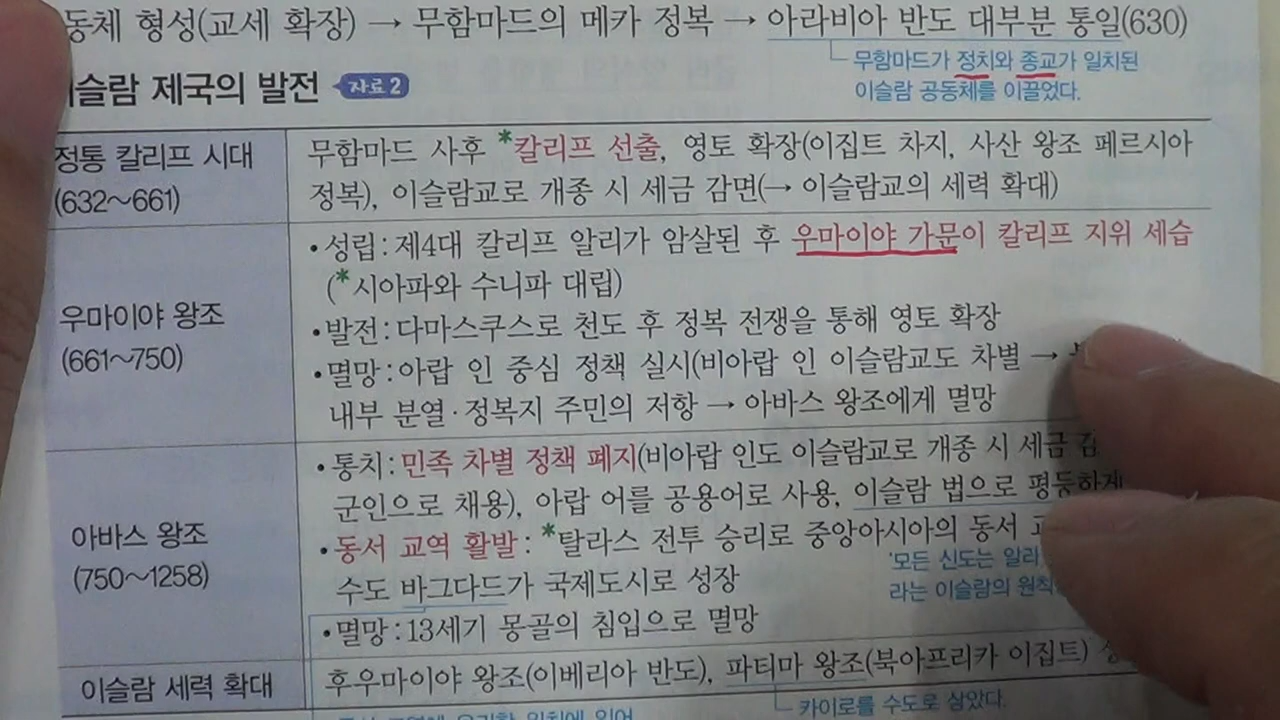 동체 형성(교세 확장) → 무함마드의 메카 정복 → 아라비아 반도 대부분 통일(630)
무함마드가 정치와 종교가 일치된
이슬람 공동체를 이끌었다.
이슬람 제국의 발전 자료 2
정통 칼리프 시대
(632~661)
무함마드 사후 *칼리프 선출, 영토 확장(이집트 차지, 사산 왕조 페르시아
정복), 이슬람교로 개종 시 세금 감면(→ 이슬람교의 세력 확대)
우마이야 왕조
(661~750)
•성립: 제4대 칼리프 알리가 암살된 후 우마이야 가문이 칼리프 지위 세습
(*시아파와 수니파 대립)
•발전: 다마스쿠스로 천도 후 정복 전쟁을 통해 영토 확장
•멸망: 아랍 인 중심 정책 실시(비아랍 인 이슬람교도 차별 →
내부 분열·정복지 주민의 저항 → 아바스 왕조에게 멸망
아바스 왕조
(750~1258)
•통치: 민족 차별 정책 폐지(비아랍 인도 이슬람교로 개종 시 세금
군인으로 채용), 아랍 어를 공용어로 사용, 이슬람 법으로 평등하게
•동서 교역 활발: *탈라스 전투 승리로 중앙아시아의 동서
수도 바그다드가 국제도시로 성장
'모든 신도는
라는 이슬람의
•멸망: 13세기 몽골의 침입으로 멸망
이슬람 세력 확대
후우마이야 왕조(이베리아 반도), 파티마 왕조(북아프리카 이집트)
카이로를 수도로 삼았다.